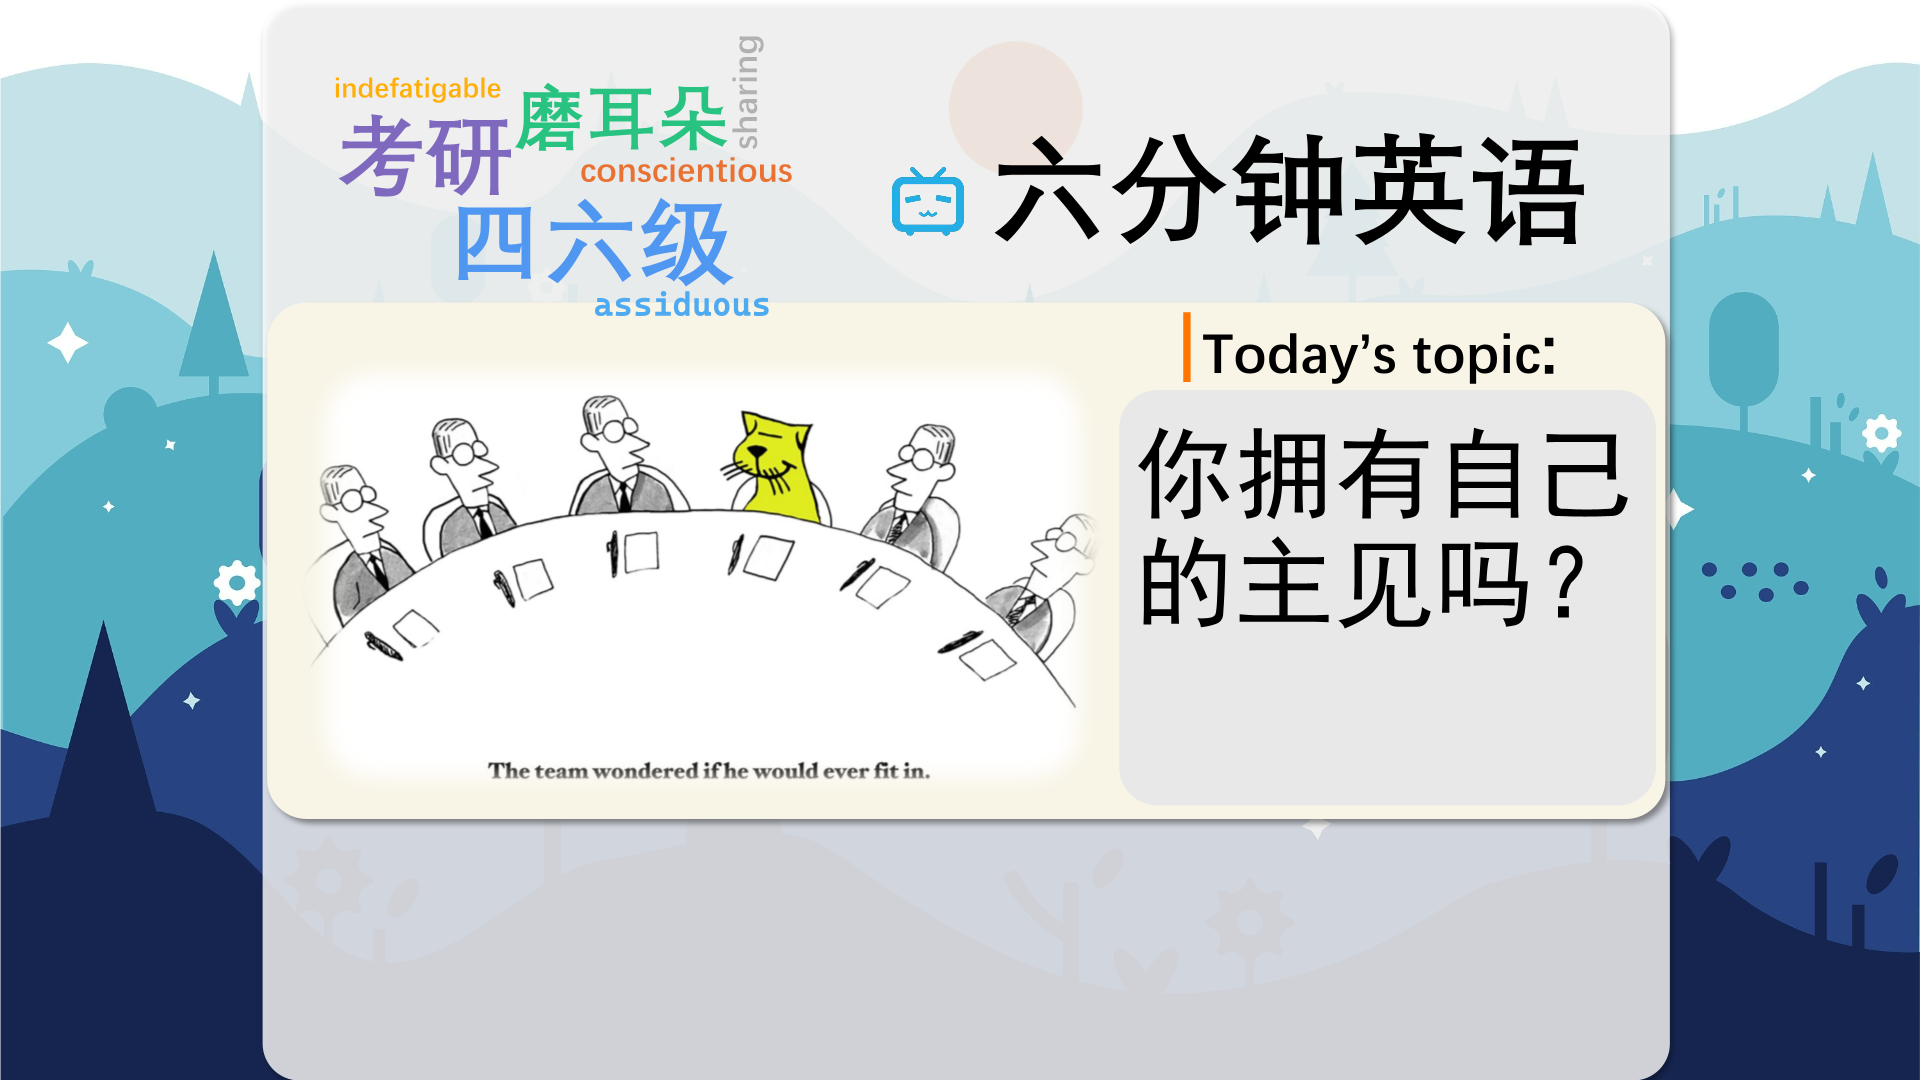 indefatigable
考研
磨耳朵
sharing
conscientious
四六级
assiduous
六分钟英语
Today’s topic:
你拥有自己
的主见吗？
The team wondered if he would ever fit in.